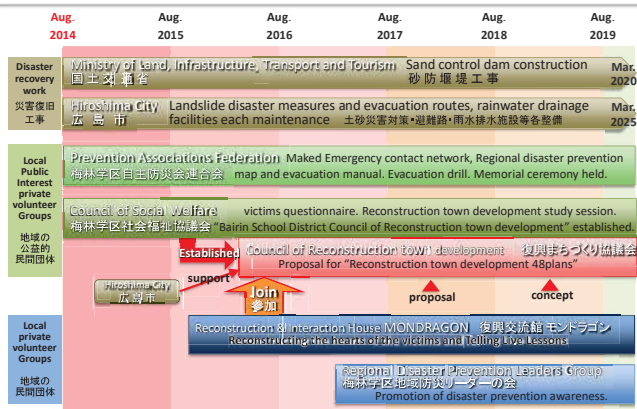 Aug. Aug. Aug. Aug. Aug. Aug.
2014 2015 2016 2017 2018 2019
Disaster
recovery
work
災害復旧
工事
Ministry of Land, Infrastructure, Transport and Tourism Sand control dam construction
国土交通省 砂防堰堤工事
Mar.
2020
Hiroshima City Landslide disaster measures and evacuation routes, rainwater drainage
広島市 facilities each maintenance 土砂災害対策・避難路・雨水排水施設等各整備
Mar.
2025
Local
Public
Interest
private
volunteer
Groups
地域の
公益的
民間団体
Prevention Associations Federation Maked Emergency contact network, Regional disaster prevention
梅林学区自主防災会連合会 map and evacuation manual. Evacuation drill. Memorial ceremony held.
Council of Social Welfare victims questionnaire. Reconstruction town development study session.
梅林学区社会福祉協議会 "Bairin School District Council of Reconstruction town development" established.
Established
Council of Reconstruction town development 復興まちづくり協議会
Proposal for "Reconstruction town development 48plans"
support
Hiroshima City
広島市
Join
参加
proposal
concept
Local
private
volunteer
Groups
地域の
民間団体
Reconstruction & Interaction House MONDRAGON 復興交流館 モントラゴン
Reconstructing the hearts of the victims and Telling Live Lessons
Regional Disaster Prevention Leaders Group
梅林学区地域防災リーダーの会
Promotion of disaster prevention awareness.